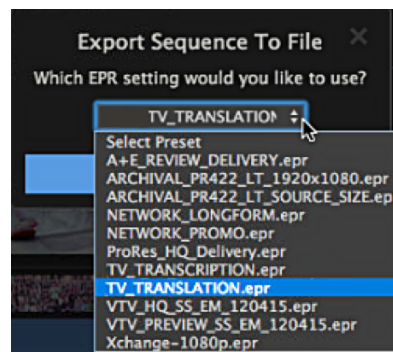 Export Sequence To File
Which EPR setting would you like to use?
TV_TRANSLATION
Select Preset
A+E_REVIEW_DELIVERY.epr
ARCHIVAL_PR422_LT_1920x1080.epr
ARCHIVAL_PR422_LT_SOURCE_SIZE.ep
NETWORK_LONGFORM.epr
NETWORK_PROMO.epr
ProRes_HQ_Delivery.epr
TV_TRANSCRIPTION.epr
TV_TRANSLATION.epr
VTV_HQ_SS_EM_120415.epr
VTV_PREVIEW_SS_EM_120415.epr
Xchange-1080p.epr